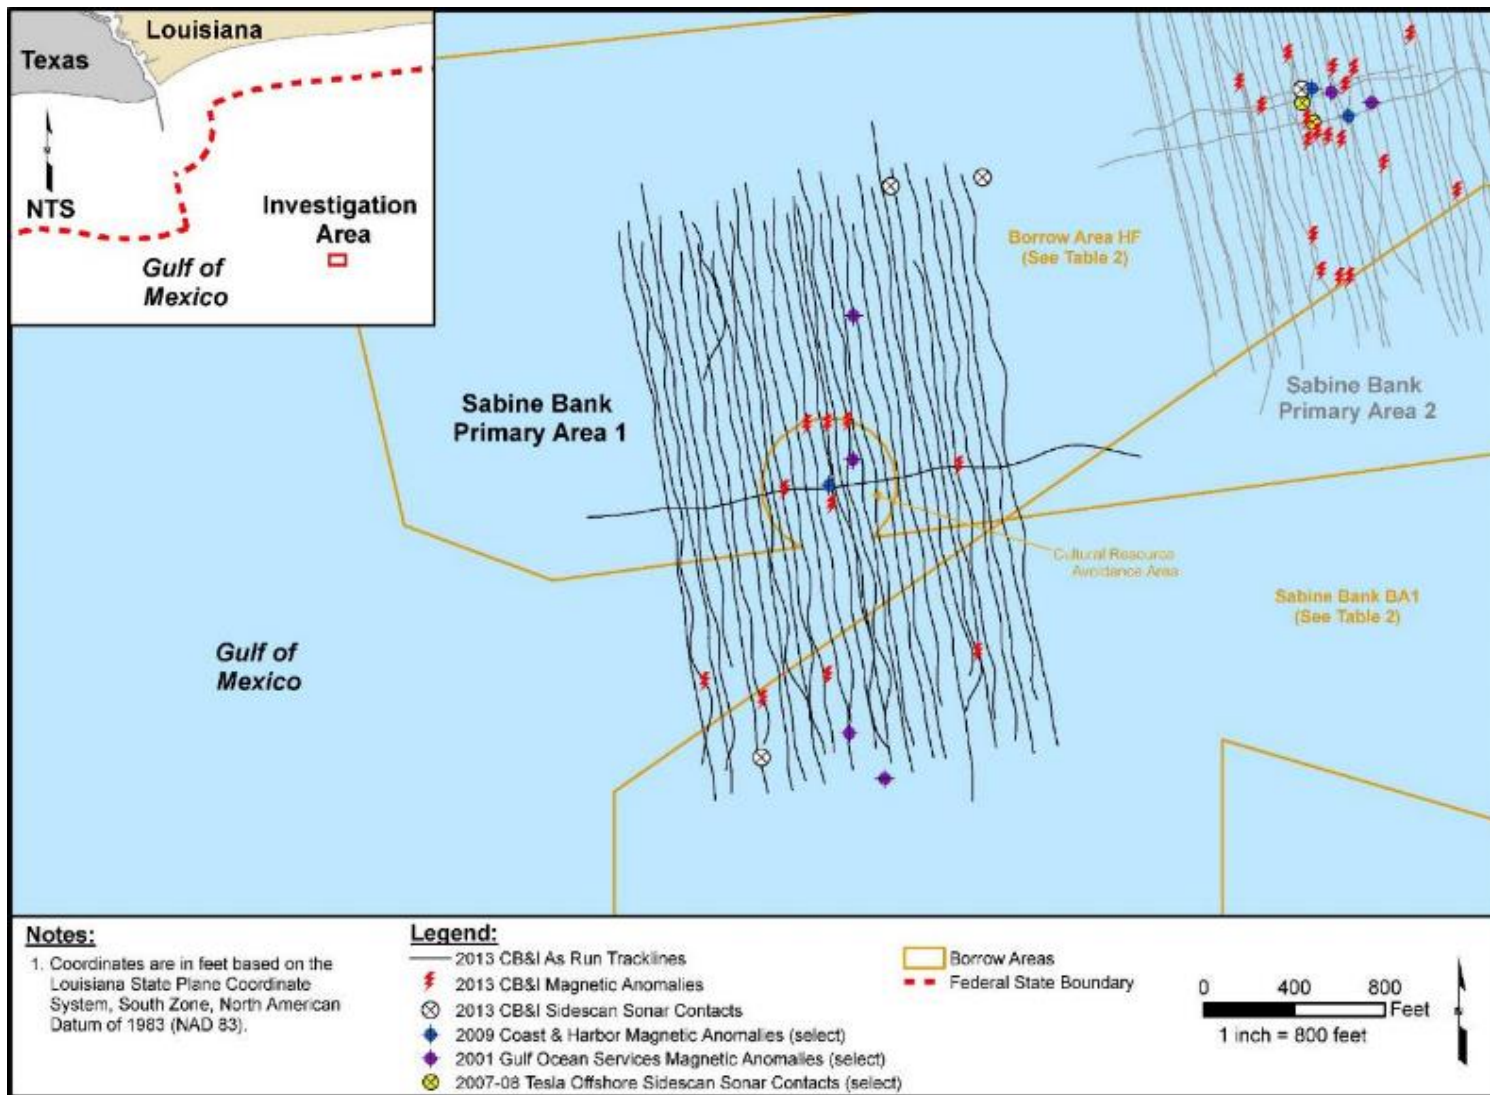 Louisiana
Texas
N
NTS
Investigation
Area
Gulf of
Mexico
Borrow Area HF
(See Table 2)
Sabine Bank
Primary Area 1
Sabine Bank
Primary Area 2
Cultural Resource
Avoidance Area
Sabine Bank BA1
(See Table 2)
Gulf of
Mexico
Notes:
1. Coordinates are in feet based on the
Louisiana State Plane Coordinate
System, South Zone, North American
Datum of 1983 (NAD 83).
Legend:
2013 CB&I As Run Tracklines
2013 CB&I Magnetic Anomalies
2013 CB&I Sidescan Sonar Contacts
2009 Coast & Harbor Magnetic Anomalies (select)
2001 Gulf Ocean Services Magnetic Anomalies (select)
2007-08 Tesla Offshore Sidescan Sonar Contacts (select)
Borrow Areas
Federal State Boundary
0 400 800
Feet
1 inch = 800 feet
N